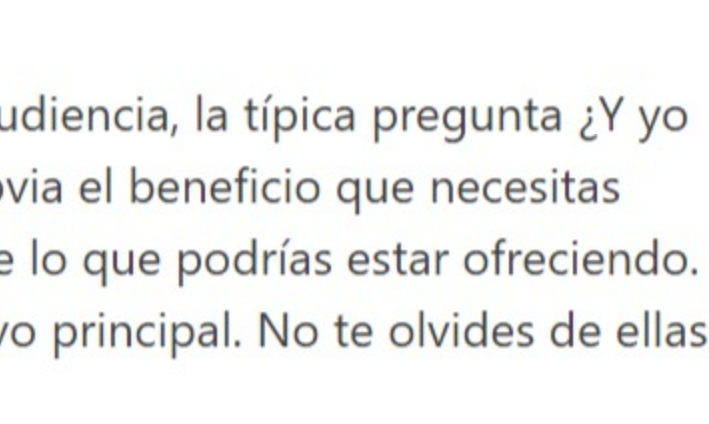 udiencia, la típica pregunta ¿Y yo
ovia el beneficio que necesitas
e lo que podrías estar ofreciendo.
vo principal. No te olvides de ellas